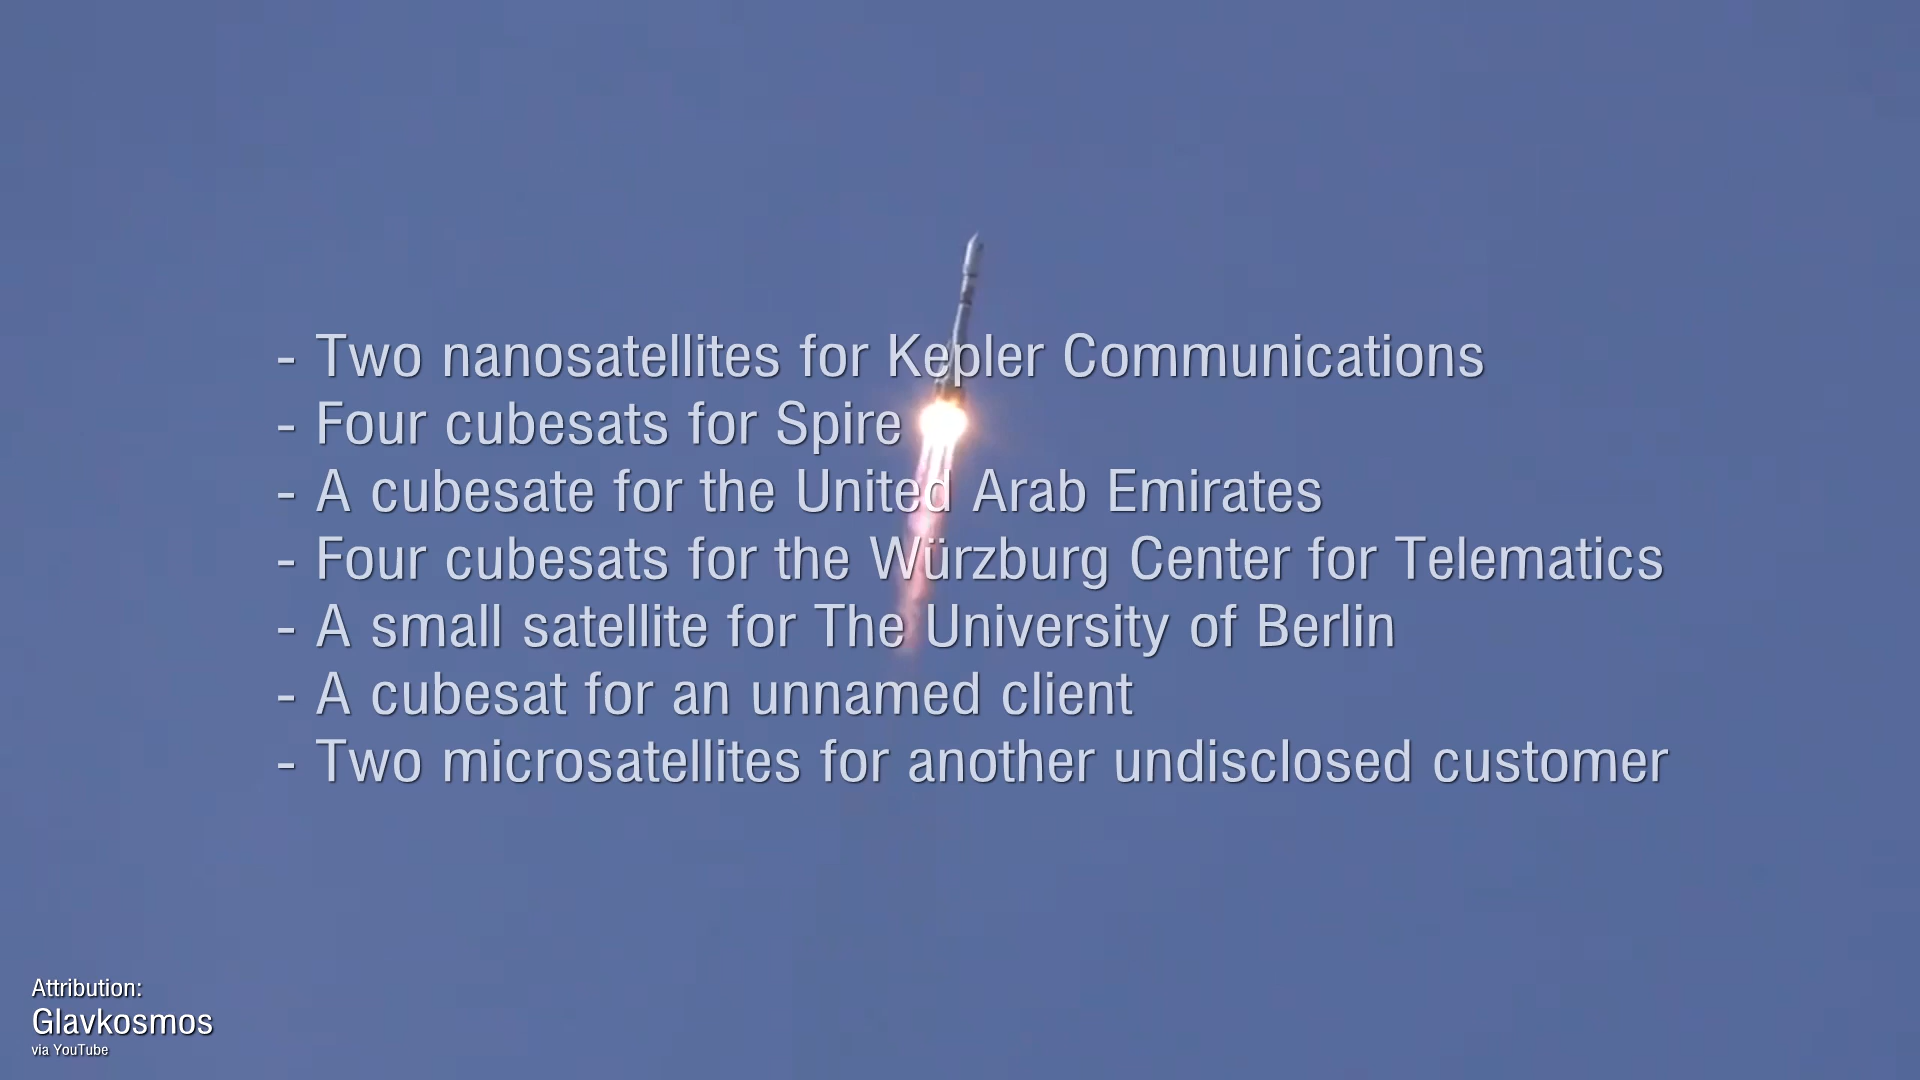 - Two nanosatellites for Kepler Communications
- Four cubesats for Spire
- A cubesate for the United Arab Emirates
- Four cubesats for the Würzburg Center for Telematics
- A small satellite for The University of Berlin
- A cubesat for an unnamed client
- Two microsatellites for another undisclosed customer
Attribution:
Glavkosmos
via YouTube